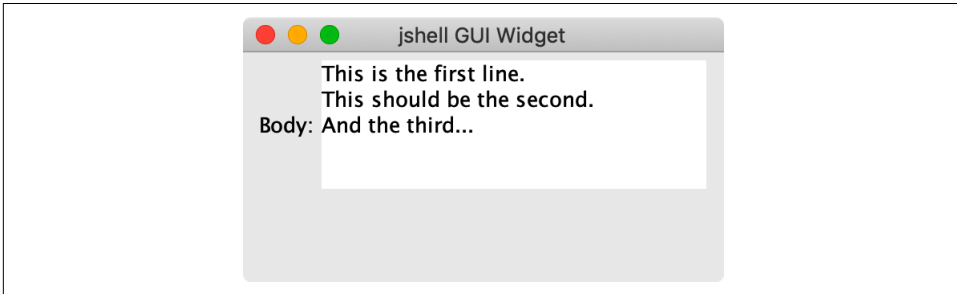 jshell GUI Widget
This is the first line.
This should be the second.
Body: And the third...